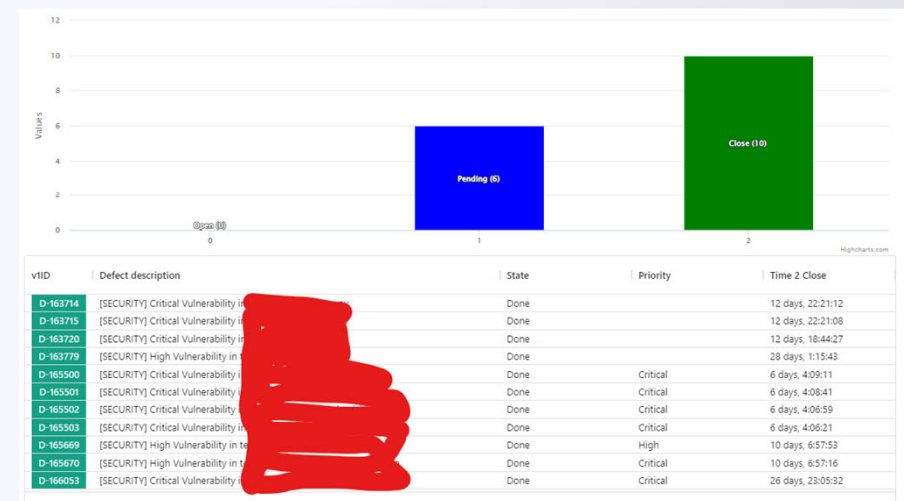 12
10
8
6
4
2
0
Values
Open (0)
Pending (6)
Close (10)
0 1 2
Highcharts.com
v1ID Defect description State Priority Time 2 Close
D-163714 [SECURITY] Critical Vulnerability Done 12 days, 22:21:12
D-163715 [SECURITY] Critical Vulnerability Done 12 days, 22:21:08
D-163720 [SECURITY] Critical Vulnerability in Done 12 days, 18:44:27
D-163779 [SECURITY] High Vulnerability in Done 28 days, 1:15:43
D-165500 [SECURITY] Critical Vulnerability Done Critical 6 days, 4:09:11
D-165501 [SECURITY] Critical Vulnerability Done Critical 6 days, 4:08:41
D-165502 [SECURITY] Critical Vulnerability Done Critical 6 days, 4:06:59
D-165503 [SECURITY] Critical Vulnerability Done Critical 6 days, 4:06:21
D-165669 [SECURITY] High Vulnerability in Done High 10 days, 6:57:53
D-165670 [SECURITY] High Vulnerability in Done Critical 10 days, 6:57:16
D-166053 [SECURITY] Critical Vulnerability Done Critical 26 days, 23:05:32